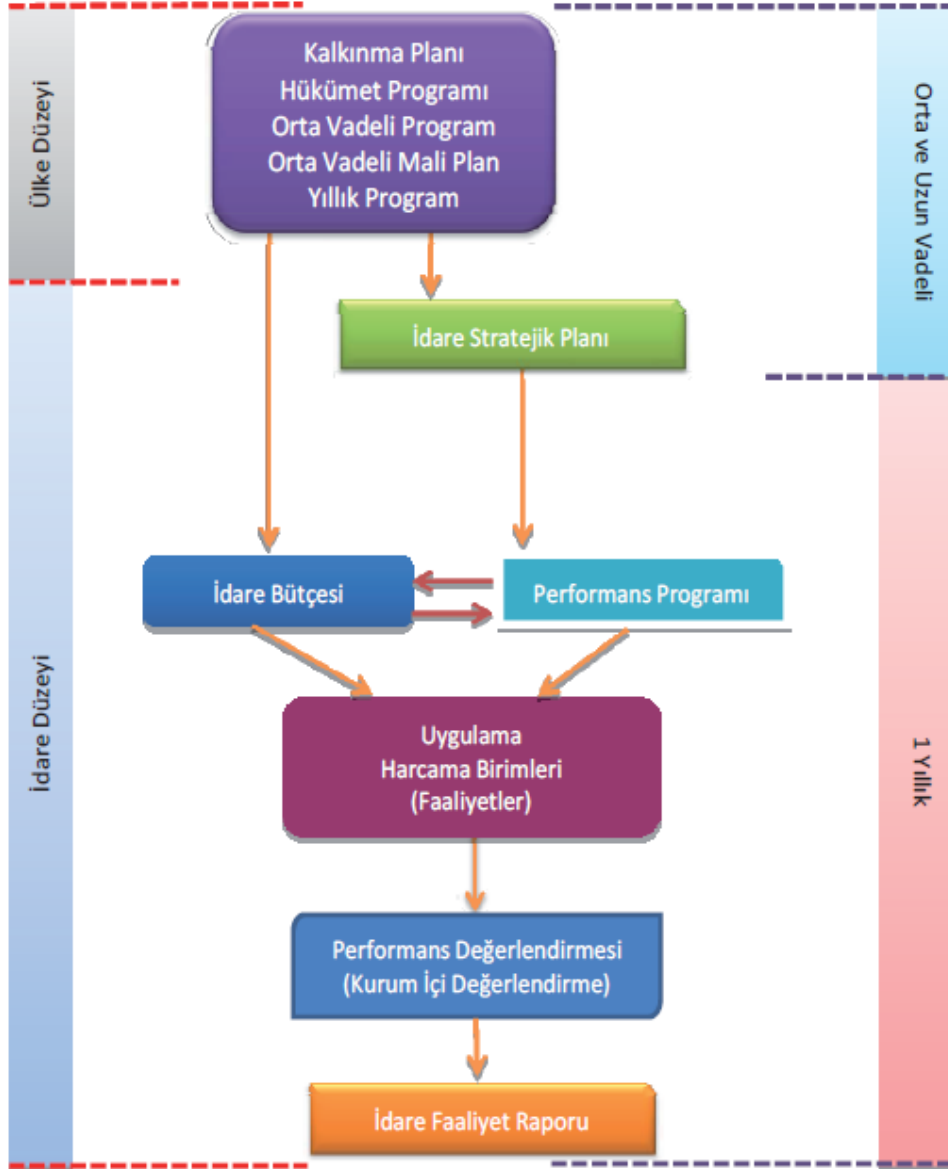 Ülke Düzeyi
Kalkınma Planı
Hükümet Programı
Orta Vadeli Program
Orta Vadeli Mali Plan
Yıllık Program
Orta ve Uzun Vadeli
İdare Stratejik Planı
İdare Düzeyi
İdare Bütçesi
Performans Programı
1 Yıllık
Uygulama
Harcama Birimleri
(Faaliyetler)
Performans Değerlendirmesi
(Kurum İçi Değerlendirme)
İdare Faaliyet Raporu